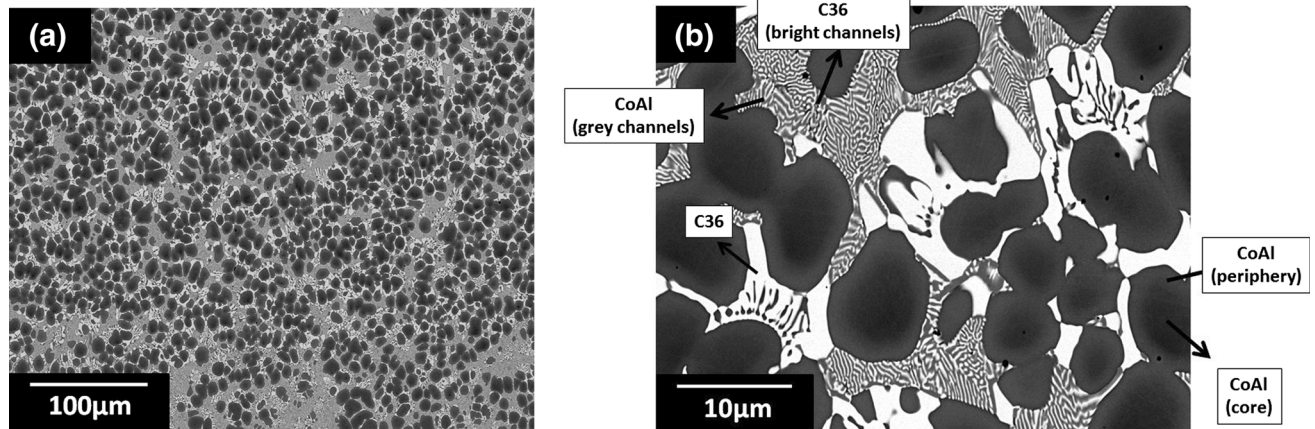 (a)
100µm
(b)
C36
(bright channels)
CoAl
(grey channels)
C36
CoAl
(periphery)
CoAl
(core)
10µm